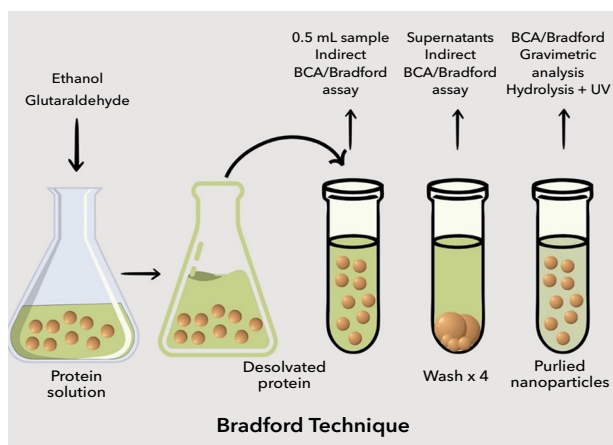 Ethanol
Glutaraldehyde
0.5 mL sample
Indirect
BCA/Bradford
assay
Supernatants
Indirect
BCA/Bradford
assay
BCA/Bradford
Gravimetric
analysis
Hydrolysis + UV
Protein
solution
Desolvated
protein
Wash x 4
Purlied
nanoparticles
Bradford Technique